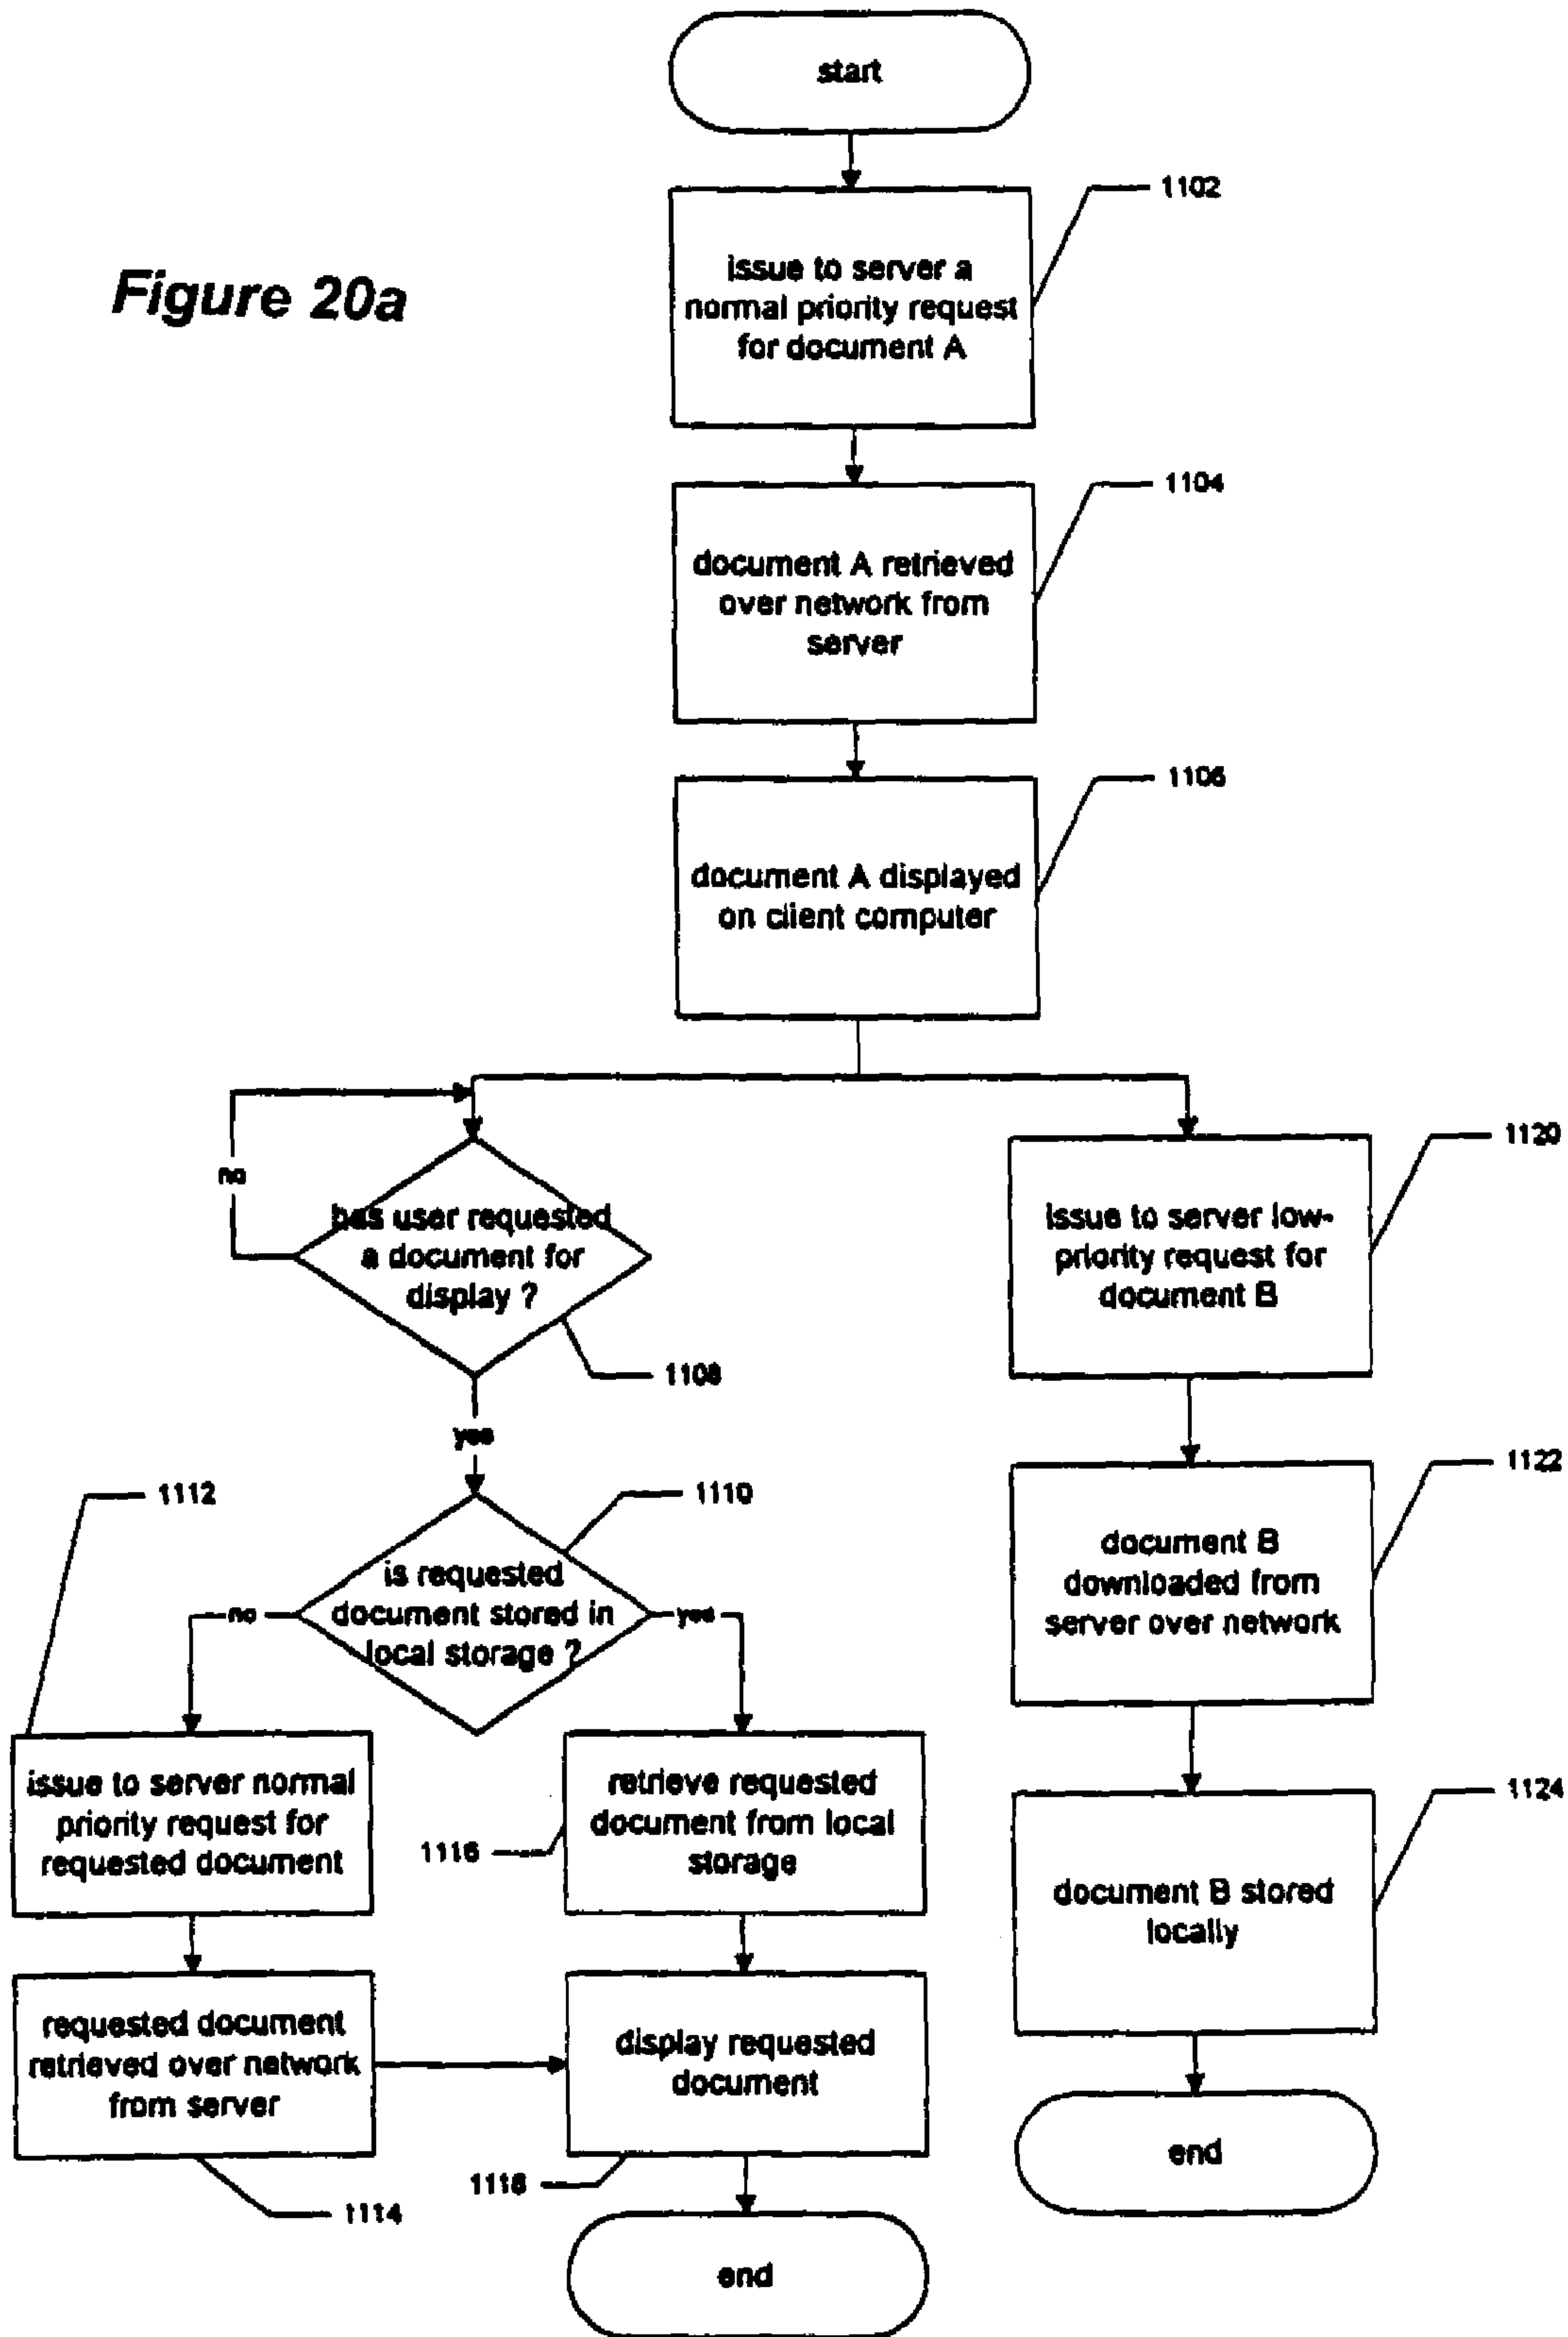 start
1102
Figure 20a
issue to server a
normal priority request
for document A
1104
document A retrieved
over network from
server
1106
document A displayed
on client computer
no
has user requested
a document for
display ?
1108
yes
1120
issue to server low-
priority request for
document B
1122
document B
downloaded from
server over network
1112
1110
is requested
document stored in
local storage ?
no
yes
issue to server normal
priority request for
requested document
1116
retrieve requested
document from local
storage
1124
document B stored
locally
requested document
retrieved over network
from server
1114
display requested
document
1118
end
end